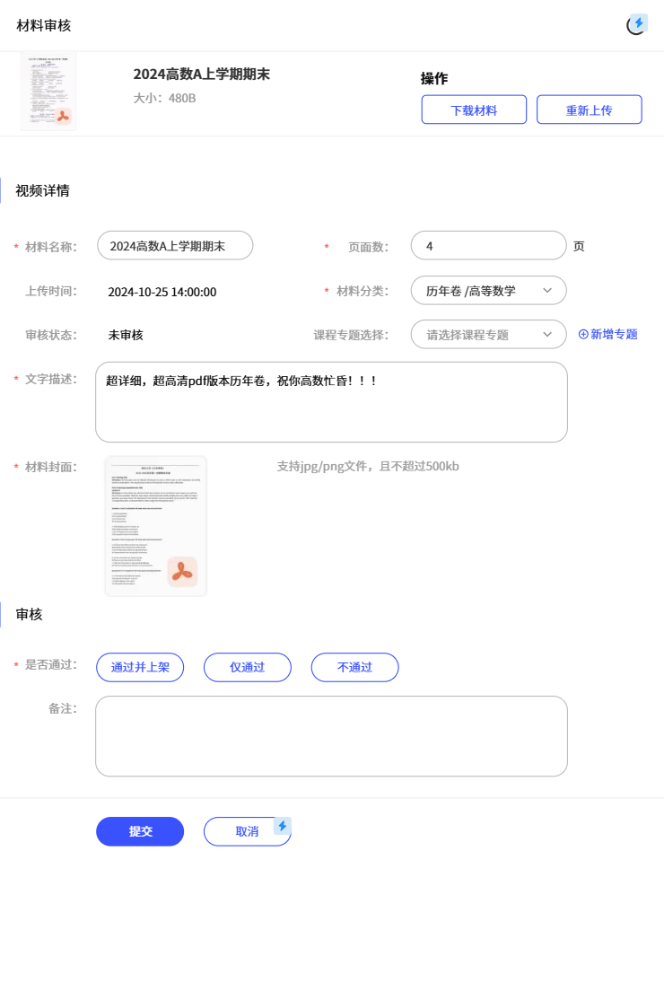 材料审核
2024高数A上学期期末
大小：480B
操作
下载材料
重新上传
视频详情
* 材料名称：
2024高数A上学期期末
* 页面数：
4
页
上传时间：
2024-10-25 14:00:00
* 材料分类：
历年卷 /高等数学
审核状态：
未审核
课程专题选择：
请选择课程专题
新增专题
* 文字描述：
超详细，超高清pdf版本历年卷，祝你高数忙昏！！！
* 材料封面：
支持jpg/png文件，且不超过500kb
审核
* 是否通过：
通过并上架
仅通过
不通过
备注：
提交
取消